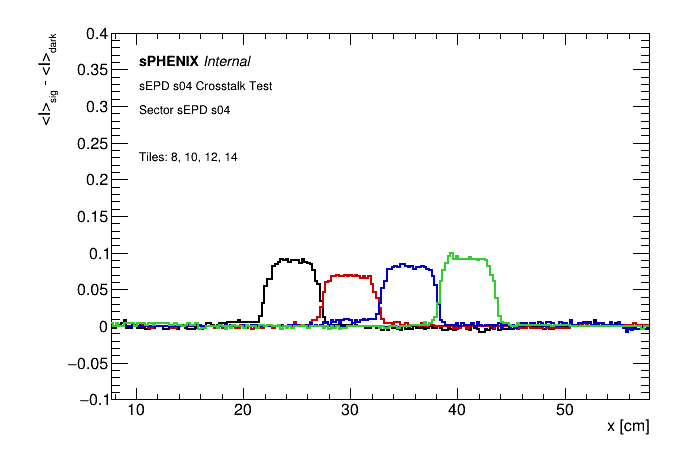 <I>sig - <I>dark
0.4
0.35
0.3
0.25
0.2
0.15
0.1
0.05
0
−0.05
−0.1
sPHENIX Internal
sEPD s04 Crosstalk Test
Sector sEPD s04
Tiles: 8, 10, 12, 14
10 20 30 40 50
x [cm]